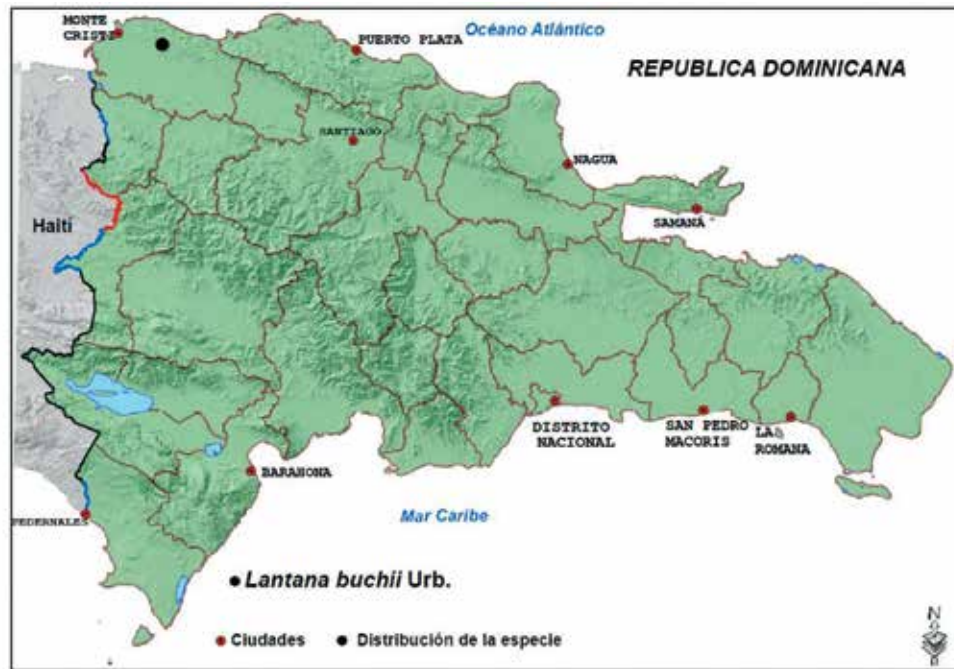 MONTE
CRISTI
PUERTO PLATA
Océano Atlántico
REPUBLICA DOMINICANA
SANTIAGO
NAGUA
SAMANÁ
Haití
DISTRITO
NACIONAL
SAN PEDRO
MACORIS
LA
ROMANA
BARAHONA
PEDERNALES
Mar Caribe
Lantana buchii Urb.
Ciudades
Distribución de la especie
N